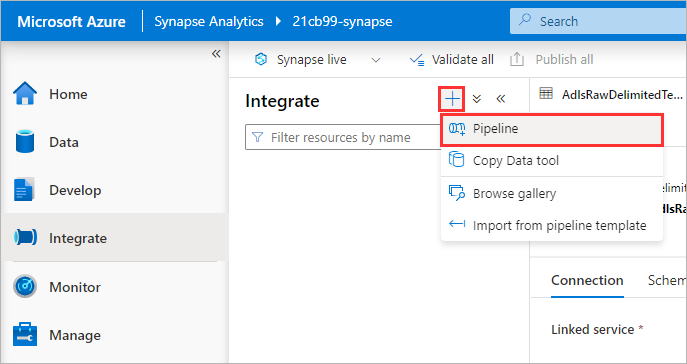 Microsoft Azure
Synapse Analytics > 21cb99-synapse
Search
«
Synapse live
Validate all
Publish all
Home
Data
Develop
Integrate
Monitor
Manage
Integrate
Filter resources by name
Pipeline
Copy Data tool
Browse gallery
Import from pipeline template
AdlsRawDelimitedTe...
elimited
AdlsRa
Connection
Schem
Linked service *